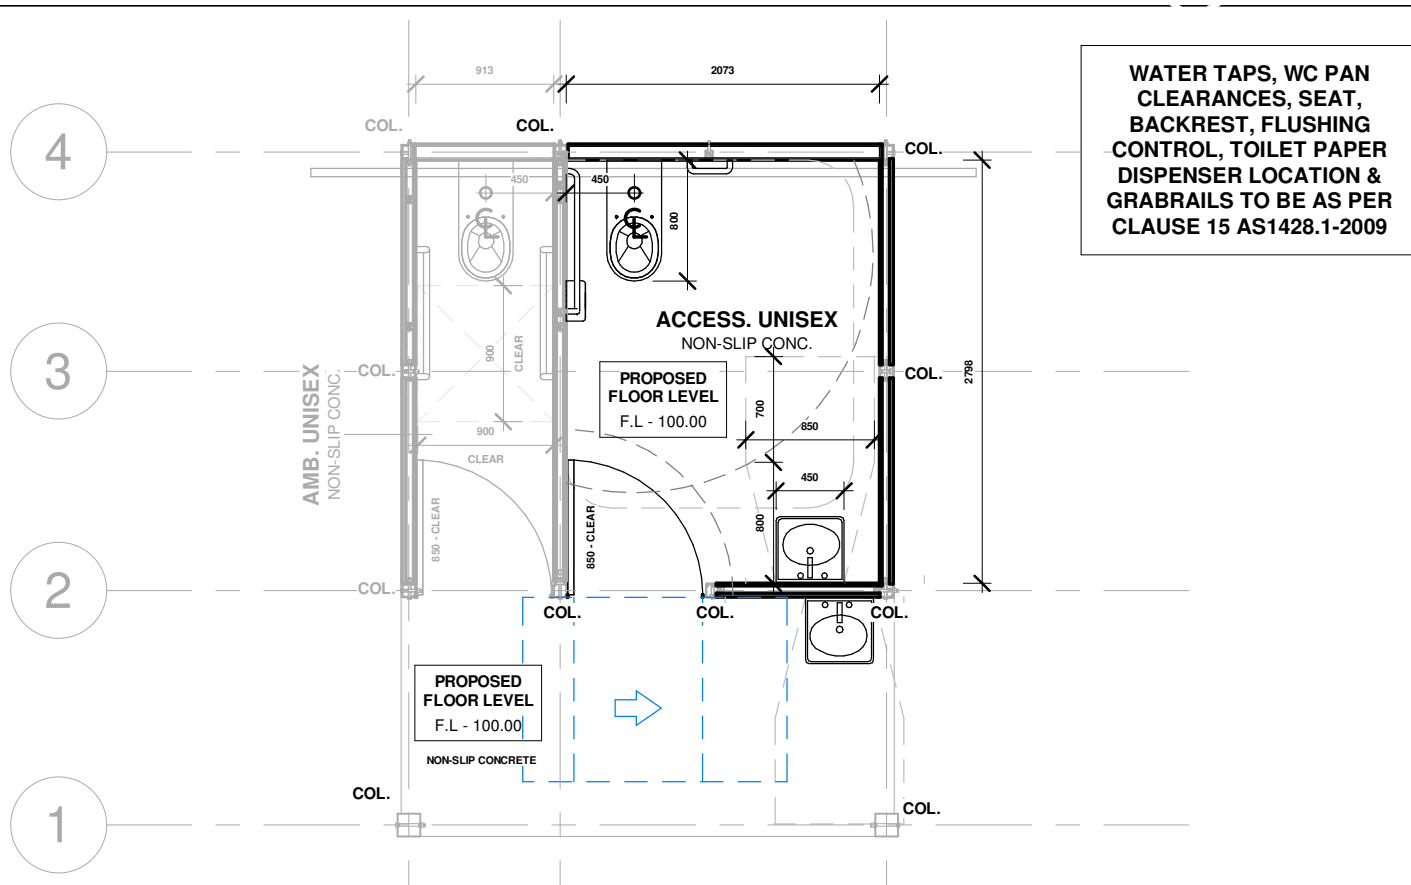 913
2073
WATER TAPS, WC PAN
CLEARANCES, SEAT,
BACKREST, FLUSHING
CONTROL, TOILET PAPER
DISPENSER LOCATION &
GRABRAILS TO BE AS PER
CLAUSE 15 AS1428.1-2009
COL.
COL.
COL.
4
450
450
CL
CL
800
ACCESS. UNISEX
NON-SLIP CONC.
900
CLEAR
3
COL.
COL.
2798
PROPOSED
FLOOR LEVEL
F.L - 100.00
700
850
AMB. UNISEX
NON-SLIP CONC.
900
CLEAR
450
850 - CLEAR
850 - CLEAR
800
2
COL.
COL.
COL.
COL.
PROPOSED
FLOOR LEVEL
F.L - 100.00
NON-SLIP CONCRETE
COL.
COL.
1